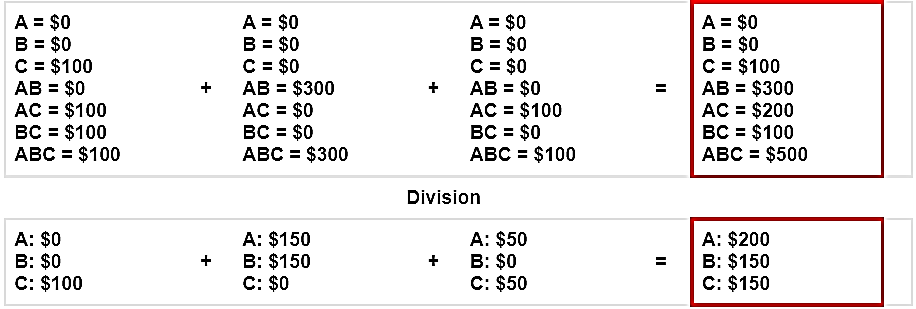 A = $0 A = $0 A = $0 A = $0
B = $0 B = $0 B = $0 B = $0
C = $100 C = $0 C = $0 C = $100
AB = $0 + AB = $300 + AB = $0 = AB = $300
AC = $100 AC = $0 AC = $100 AC = $200
BC = $100 BC = $0 BC = $0 BC = $100
ABC = $100 ABC = $300 ABC = $100 ABC = $500
Division
A: $0 A: $150 A: $50 A: $200
B: $0 + B: $150 + B: $0 = B: $150
C: $100 C: $0 C: $50 C: $150